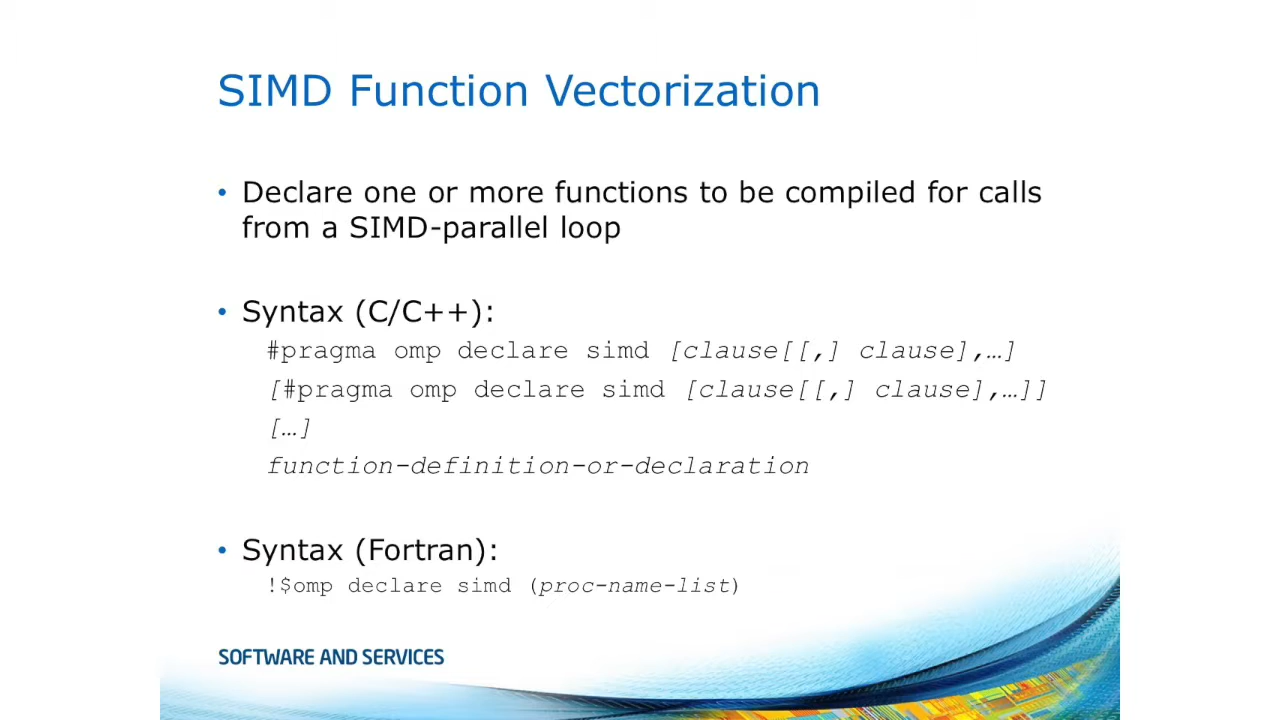 SIMD Function Vectorization
• Declare one or more functions to be compiled for calls
from a SIMD-parallel loop
• Syntax (C/C++):
#pragma omp declare simd [clause[[,] clause],…]
[#pragma omp declare simd [clause[[,] clause],…]]
[…]
function-definition-or-declaration
• Syntax (Fortran):
!$omp declare simd (proc-name-list)
SOFTWARE AND SERVICES